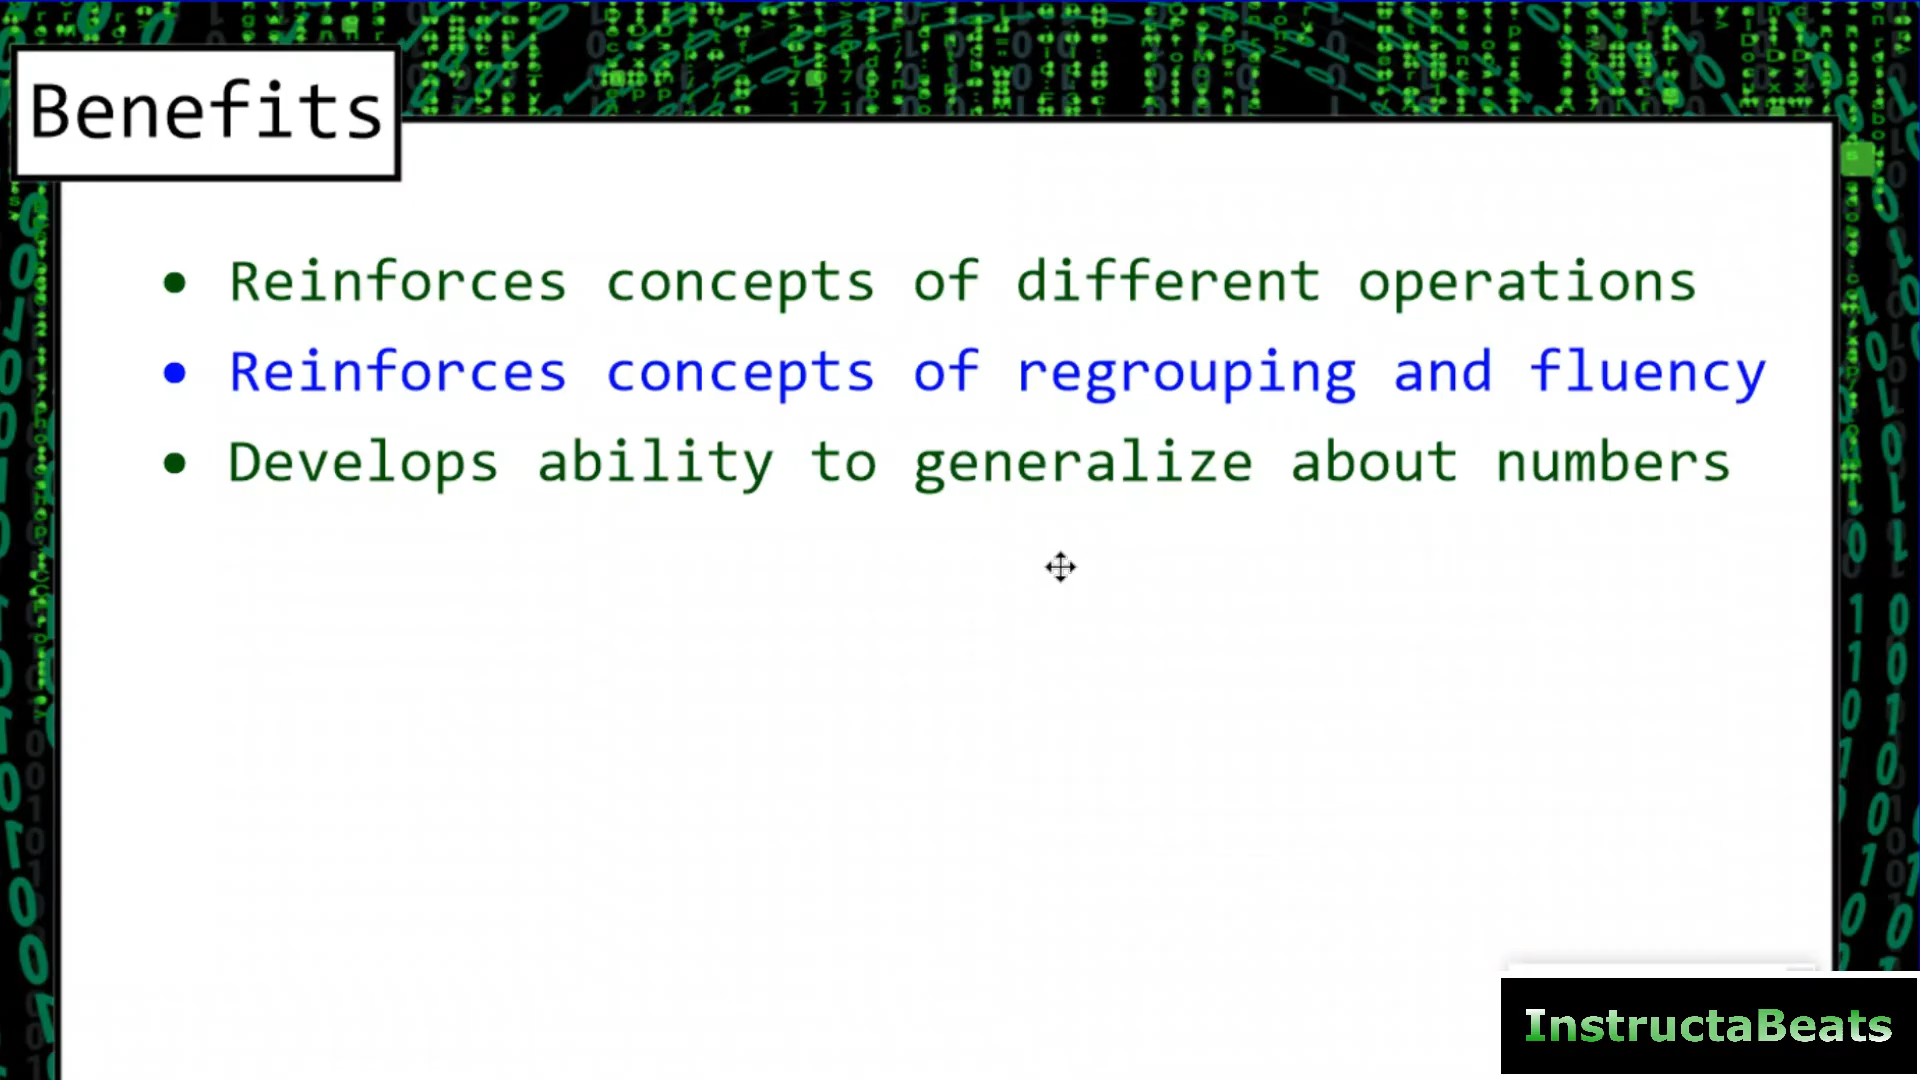 Benefits
• Reinforces concepts of different operations
• Reinforces concepts of regrouping and fluency
• Develops ability to generalize about numbers
InstructaBeats